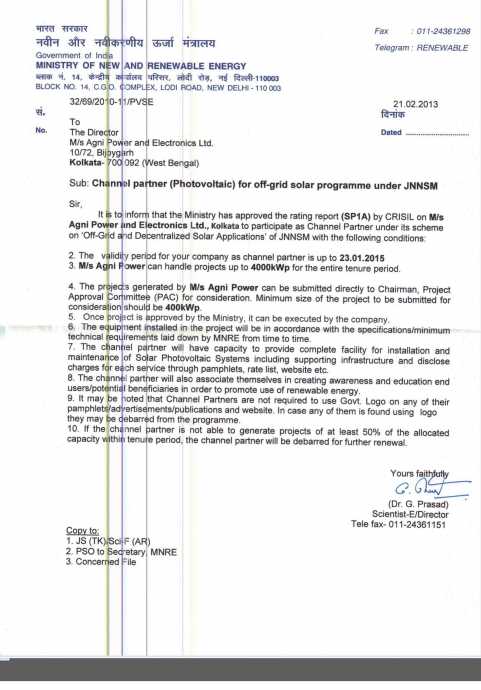 भारत सरकार
नवीन और नवीकरणीय ऊर्जा मंत्रालय
Government of India
MINISTRY OF NEW AND RENEWABLE ENERGY
ब्लाक नं. 14, केन्द्रीय कार्यालय परिसर, लोदी रोड़, नई दिल्ली-110003
BLOCK NO. 14, C.G.O. COMPLEX, LODI ROAD, NEW DELHI - 110 003
Fax : 011-24361298
Telegram : RENEWABLE
32/69/2010-11/PVSE
21.02.2013
सं.
दिनांक
No.
Dated
To
The Director
M/s Agni Power and Electronics Ltd.
10/72, Bijoygarh
Kolkata- 700 092 (West Bengal)
Sub: Channel partner (Photovoltaic) for off-grid solar programme under JNNSM
Sir,
It is to inform that the Ministry has approved the rating report (SP1A) by CRISIL on M/s
Agni Power and Electronics Ltd., Kolkata to participate as Channel Partner under its scheme
on 'Off-Grid and Decentralized Solar Applications' of JNNSM with the following conditions:
2. The validity period for your company as channel partner is up to 23.01.2015
3. M/s Agni Power can handle projects up to 4000kWp for the entire tenure period.
4. The projects generated by M/s Agni Power can be submitted directly to Chairman, Project
Approval Committee (PAC) for consideration. Minimum size of the project to be submitted for
consideration should be 400kWp.
5. Once project is approved by the Ministry, it can be executed by the company.
6. The equipment installed in the project will be in accordance with the specifications/minimum
technical requirements laid down by MNRE from time to time.
7. The channel partner will have capacity to provide complete facility for installation and
maintenance of Solar Photovoltaic Systems including supporting infrastructure and disclose
charges for each service through pamphlets, rate list, website etc.
8. The channel partner will also associate themselves in creating awareness and education end
users/potential beneficiaries in order to promote use of renewable energy.
9. It may be noted that Channel Partners are not required to use Govt. Logo on any of their
pamphlets/advertisements/publications and website. In case any of them is found using logo
they may be debarred from the programme.
10. If the channel partner is not able to generate projects of at least 50% of the allocated
capacity within tenure period, the channel partner will be debarred for further renewal.
Yours faithfully
(Dr. G. Prasad)
Scientist-E/Director
Tele fax- 011-24361151
Copy to:
1. JS (TK)/Sci-F (AR)
2. PSO to Secretary, MNRE
3. Concerned File